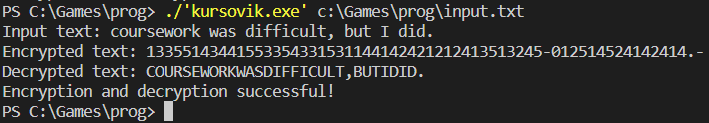 PS C:\Games\prog> ./'kursovik.exe' c:\Games\prog\input.txt
Input text: coursework was difficult, but I did.
Encrypted text: 13355143441553354331531144142421212413513245-012514524142414.-
Decrypted text: COURSEWORKWASDIFFICULT,BUTIDID.
Encryption and decryption successful!
PS C:\Games\prog>